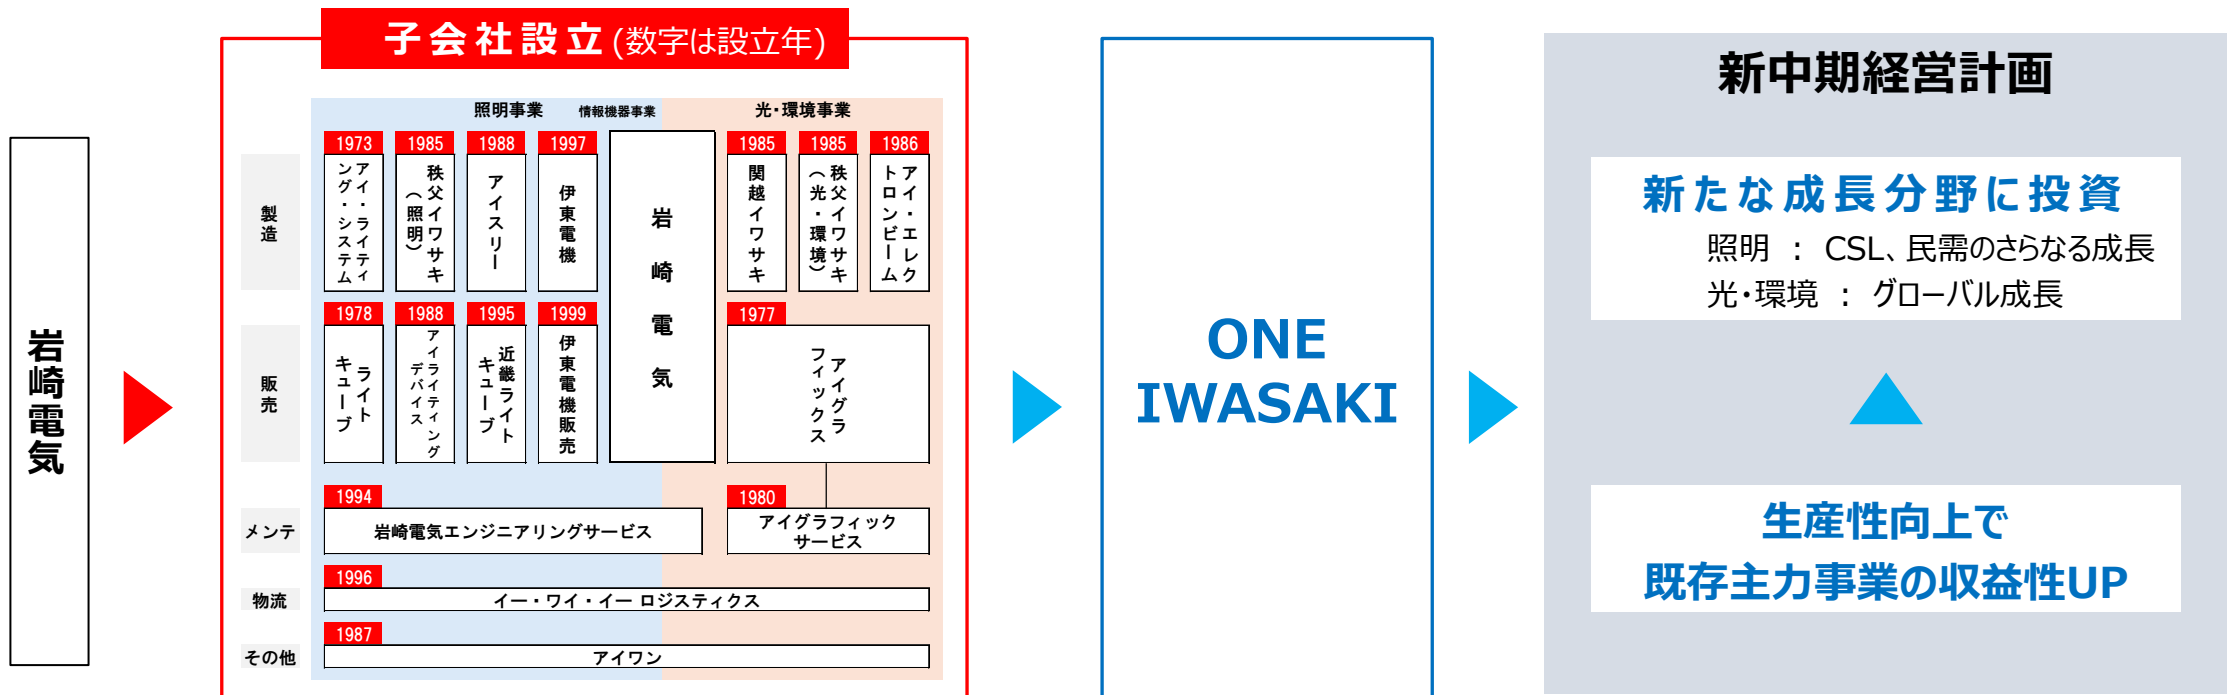 岩崎電気
子会社設立(数字は設立年)
照明事業
情報機器事業
光・環境事業
製造
1973
アイ・ライティ
ング・システム
1985
秩父イワサキ
(照明)
1988
アイスリー
1997
伊東電機
岩崎電気
1985
関越イワサキ
1985
秩父イワサキ
(光・環境)
1986
アイ・エレク
トロンビーム
販売
1978
ライト
キューブ
1988
アイライティング
デバイス
1995
近畿ライト
キューブ
1999
伊東電機販売
1977
アイグラ
フィックス
メンテ
1994
岩崎電気エンジニアリングサービス
1980
アイグラフィック
サービス
物流
1996
イー・ワイ・イー ロジスティクス
その他
1987
アイワン
ONE
IWASAKI
新中期経営計画
新たな成長分野に投資
照明 : CSL、民需のさらなる成長
光・環境 : グローバル成長
生産性向上で
既存主力事業の収益性UP